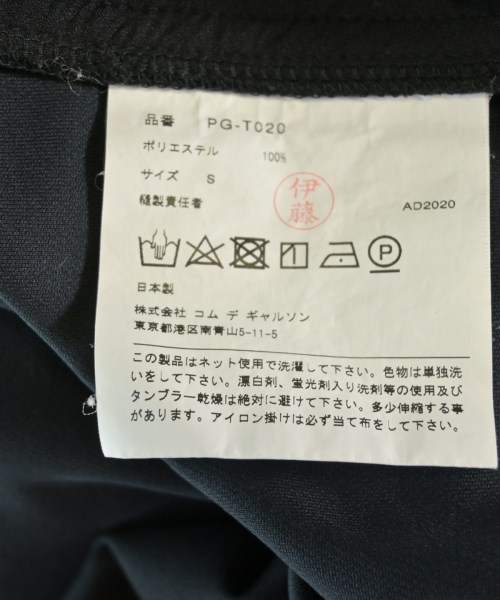 品番 PG-T020
ポリエステル 100%
サイズ S
伊藤
縫製責任者
AD2020
P
日本製
株式会社 コム デ ギャルソン
東京都港区南青山5-11-5
この製品はネット使用で洗濯して下さい。色物は単独洗
いをして下さい。漂白剤、蛍光剤入り洗剤等の使用及び
タンブラー乾燥は絶対に避けて下さい。多少伸縮する事
があります。アイロン掛けは必ず当て布をして下さい。